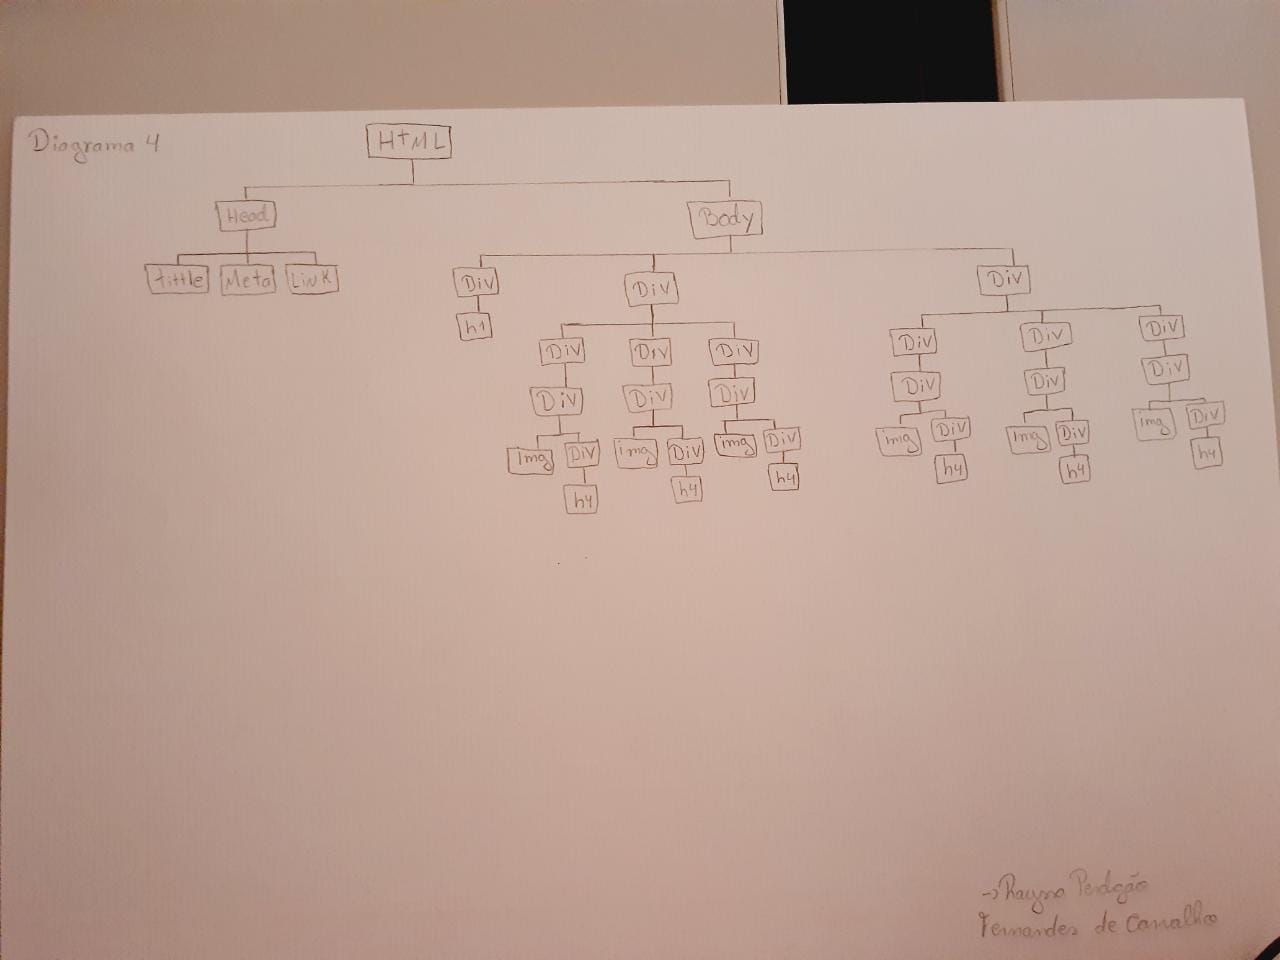 Diagrama 4
HTML
Head
Body
tittle Meta Link
Div Div Div
h1
Div Div Div Div Div Div
Div Div Div Div Div Div
img Div img Div img Div img Div img Div img Div
h4 h4 h4 h4 h4 h4
Fernandes de Carvalho